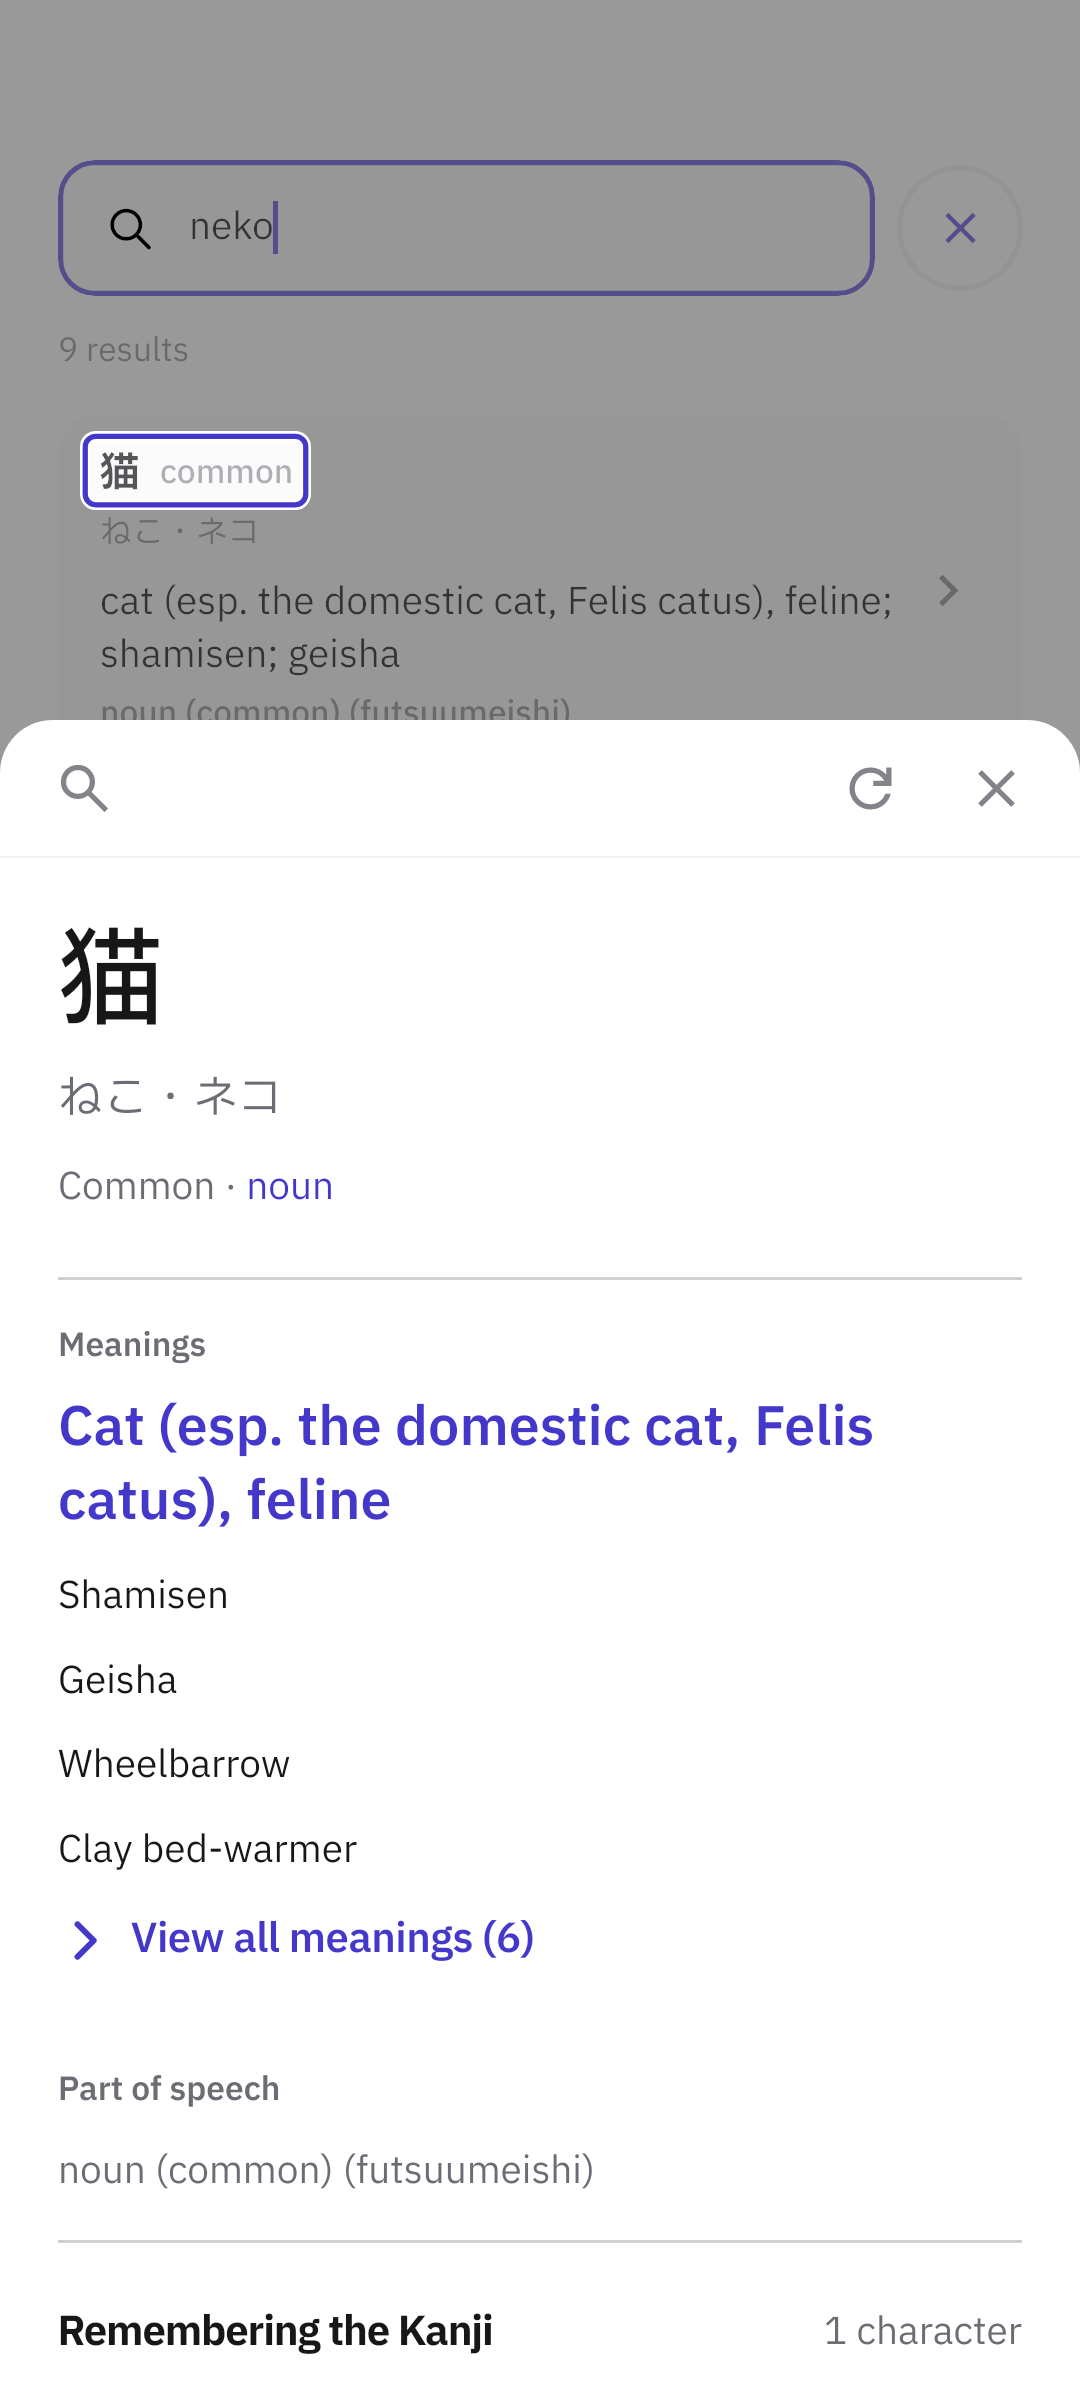 neko
9 results
猫 common
ねこ・ネコ
cat (esp. the domestic cat, Felis catus), feline;
shamisen; geisha
noun (common) (futsuumeishi)
猫
ねこ・ネコ
Common · noun
Meanings
Cat (esp. the domestic cat, Felis
catus), feline
Shamisen
Geisha
Wheelbarrow
Clay bed-warmer
View all meanings (6)
Part of speech
noun (common) (futsuumeishi)
Remembering the Kanji 1 character